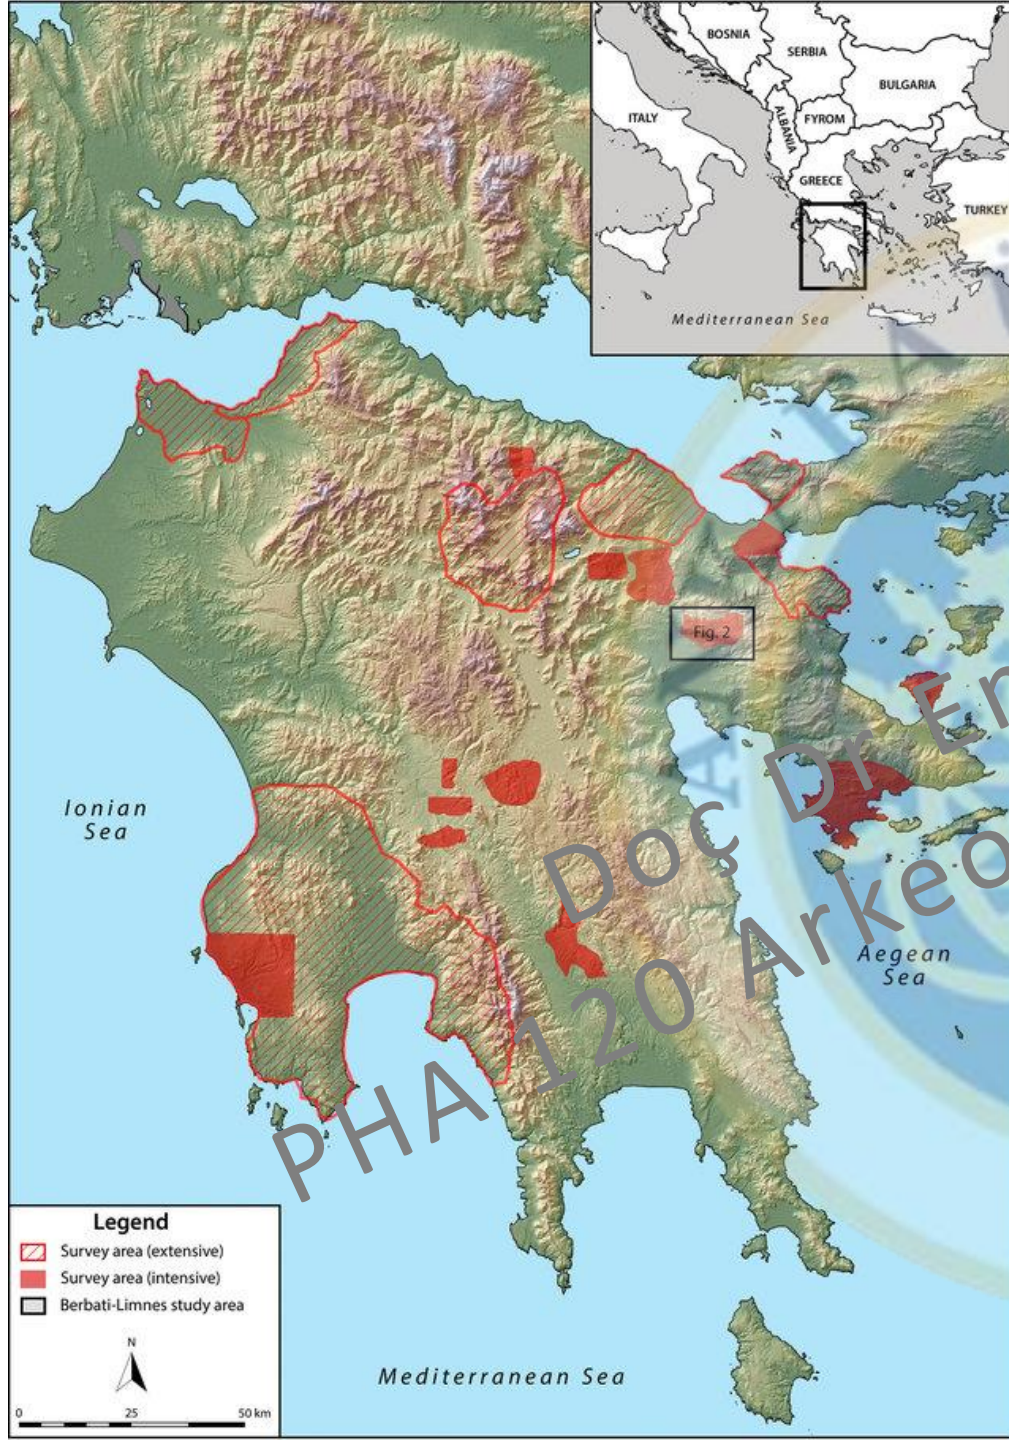 BOSNIA
SERBIA
BULGARIA
ITALY
ALBANIA
FYROM
GREECE
TURKEY
Mediterranean Sea
Fig. 2
Ionian
Sea
Aegean
Sea
Doç Dr
PHA 120 Arkeo
Legend
Survey area (extensive)
Survey area (intensive)
Berbati-Limnes study area
N
0 25 50 km
Mediterranean Sea